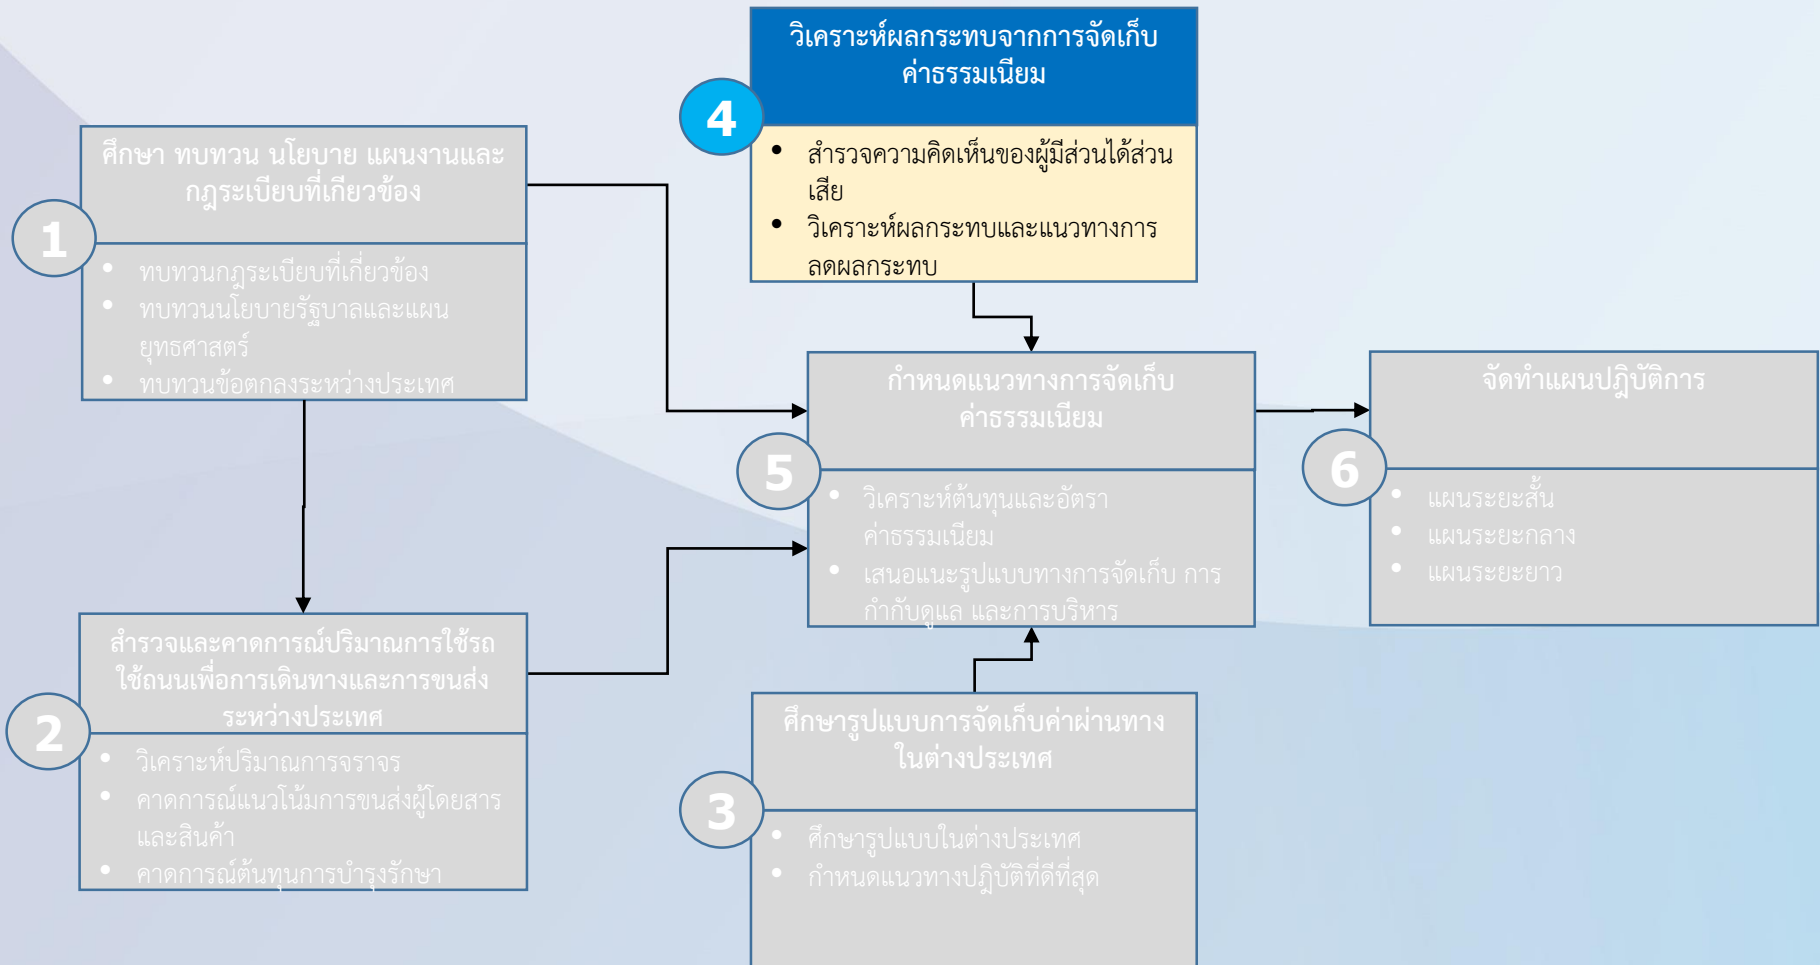 1
ศึกษา ทบทวน นโยบาย แผนงานและ
กฎระเบียบที่เกียวข้อง
• ทบทวนกฎระเบียบที่เกี่ยวข้อง
• ทบทวนนโยบายรัฐบาลและแผน
ยุทธศาสตร์
• ทบทวนข้อตกลงระหว่างประเทศ
2
สำรวจและคาดการณ์ปริมาณการใช้รถ
ใช้ถนนเพื่อการเดินทางและการขนส่ง
ระหว่างประเทศ
• วิเคราะห์ปริมาณการจราจร
• คาดการณ์แนวโน้มการขนส่งผู้โดยสาร
และสินค้า
• คาดการณ์ต้นทุนการบำรุงรักษา
3
ศึกษารูปแบบการจัดเก็บค่าผ่านทาง
ในต่างประเทศ
• ศึกษารูปแบบในต่างประเทศ
• กำหนดแนวทางปฏิบัติที่ดีที่สุด
4
วิเคราะห์ผลกระทบจากการจัดเก็บ
ค่าธรรมเนียม
• สำรวจความคิดเห็นของผู้มีส่วนได้ส่วน
เสีย
• วิเคราะห์ผลกระทบและแนวทางการ
ลดผลกระทบ
5
กำหนดแนวทางการจัดเก็บ
ค่าธรรมเนียม
• วิเคราะห์ต้นทุนและอัตรา
ค่าธรรมเนียม
• เสนอแนะรูปแบบทางการจัดเก็บ การ
กำกับดูแล และการบริหาร
6
จัดทำแผนปฏิบัติการ
• แผนระยะสั้น
• แผนระยะกลาง
• แผนระยะยาว